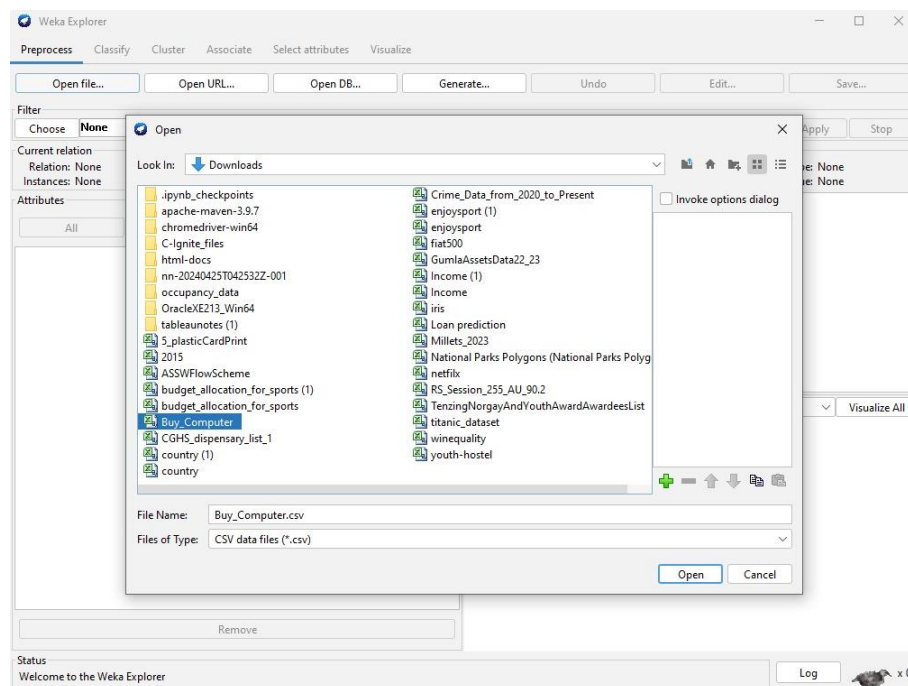 Weka Explorer
Preprocess Classify Cluster Associate Select attributes Visualize
Open file... Open URL... Open DB... Generate... Undo Edit... Save...
Filter
Choose None Apply Stop
Current relation
Relation: None
Instances: None
pe: None
Attributes
All
Open
Look In: Downloads
Invoke options dialog
.ipynb_checkpoints
apache-maven-3.9.7
chromedriver-win64
C-Ignite_files
html-docs
nn-20240425T042532Z-001
occupancy_data
OracleXE213_Win64
tableaunotes (1)
5_plasticCardPrint
2015
ASSWFlowScheme
budget_allocation_for_sports (1)
budget_allocation_for_sports
Buy_Computer
CGHS_dispensary_list_1
country (1)
country
Crime_Data_from_2020_to_Present
enjoysport (1)
enjoysport
fiat500
GumlaAssetsData22_23
Income (1)
Income
iris
Loan prediction
Millets_2023
National Parks Polygons (National Parks Polyg
netfilx
RS_Session_255_AU_90.2
TenzingNorgayAndYouthAwardAwardeesList
titanic_dataset
winequality
youth-hostel
File Name: Buy_Computer.csv
Files of Type: CSV data files (*.csv)
Open Cancel
Visualize All
Remove
Status
Welcome to the Weka Explorer
Log